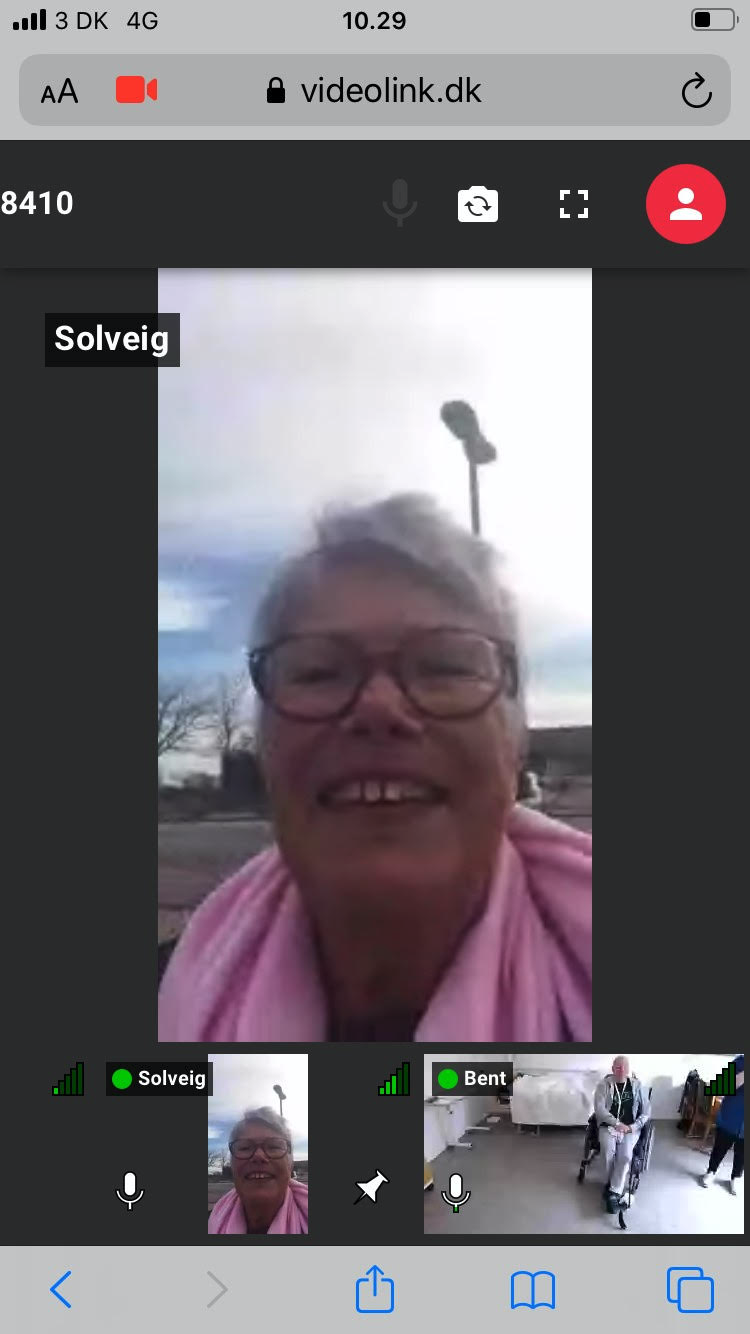 3 DK 4G 10.29
AA videolink.dk
8410
Solveig
Solveig Bent